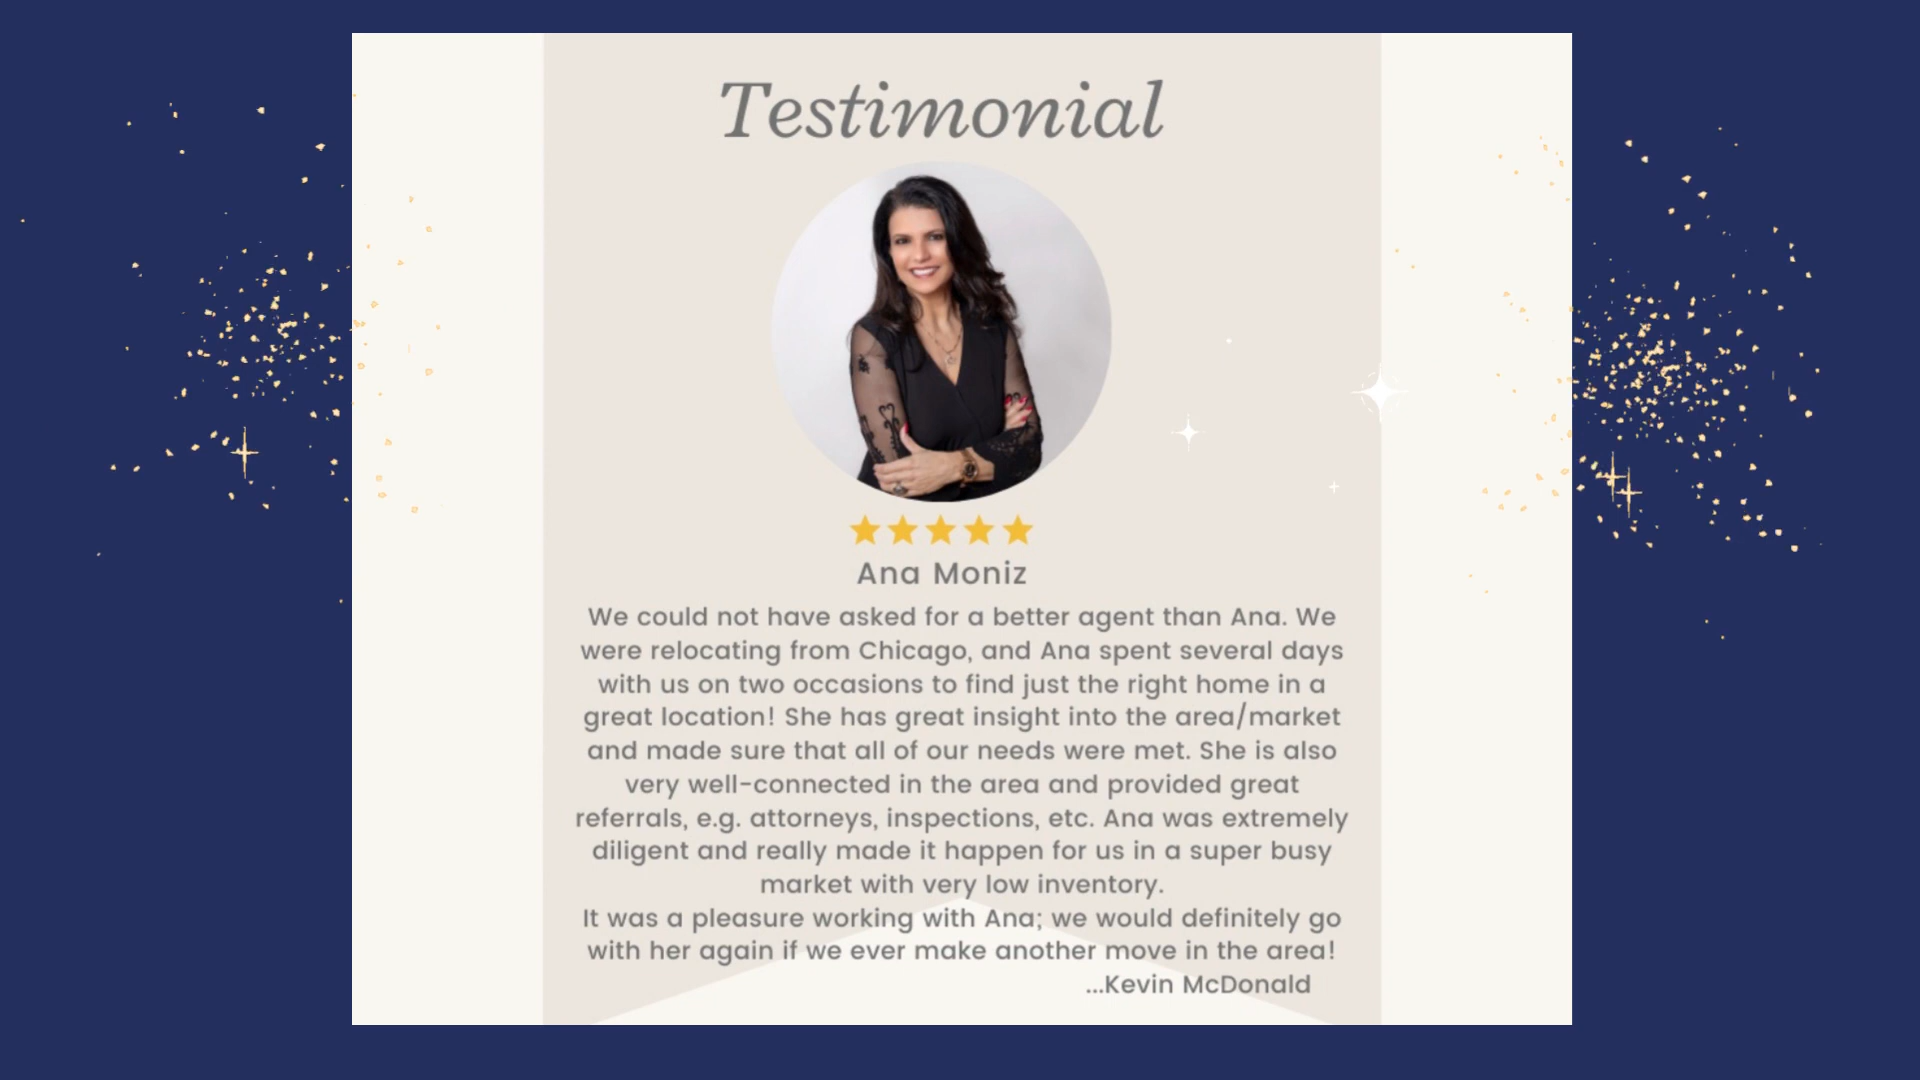 Testimonial
Ana Moniz
We could not have asked for a better agent than Ana. We
were relocating from Chicago, and Ana spent several days
with us on two occasions to find just the right home in a
great location! She has great insight into the area/market
and made sure that all of our needs were met. She is also
very well-connected in the area and provided great
referrals, e.g. attorneys, inspections, etc. Ana was extremely
diligent and really made it happen for us in a super busy
market with very low inventory.
It was a pleasure working with Ana; we would definitely go
with her again if we ever make another move in the area!
...Kevin McDonald